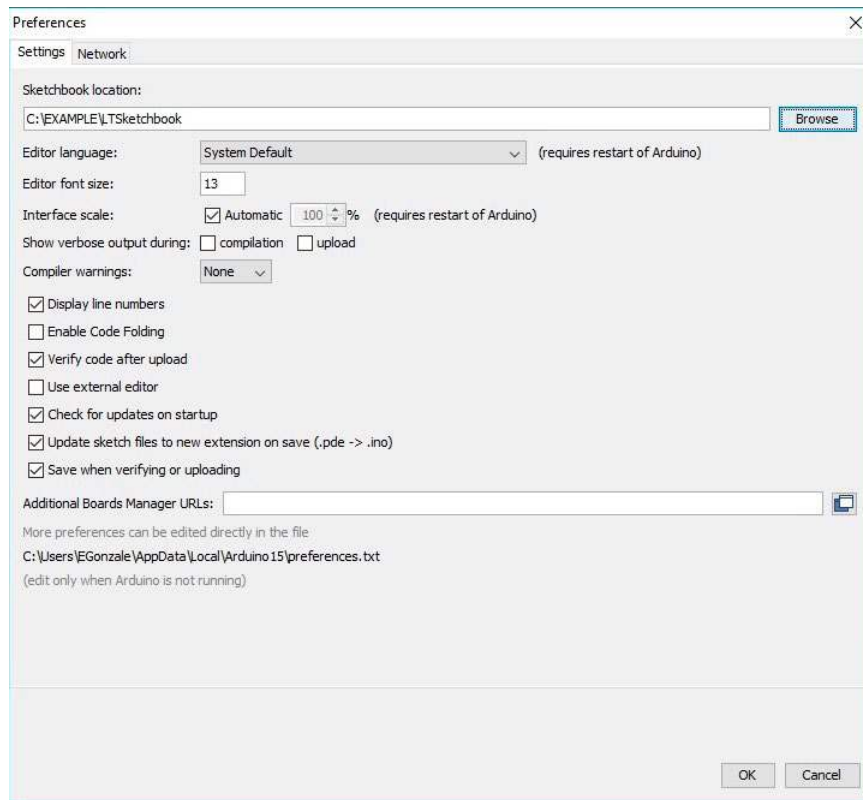 Preferences
Settings Network
Sketchbook location:
C:\EXAMPLE\LTSketchbook Browse
Editor language: System Default (requires restart of Arduino)
Editor font size: 13
Interface scale: Automatic 100 % (requires restart of Arduino)
Show verbose output during: compilation upload
Compiler warnings: None
Display line numbers
Enable Code Folding
Verify code after upload
Use external editor
Check for updates on startup
Update sketch files to new extension on save (.pde -> .ino)
Save when verifying or uploading
Additional Boards Manager URLs:
More preferences can be edited directly in the file
C:\Users\EGonzale\AppData\Local\Arduino15\preferences.txt
(edit only when Arduino is not running)
OK Cancel